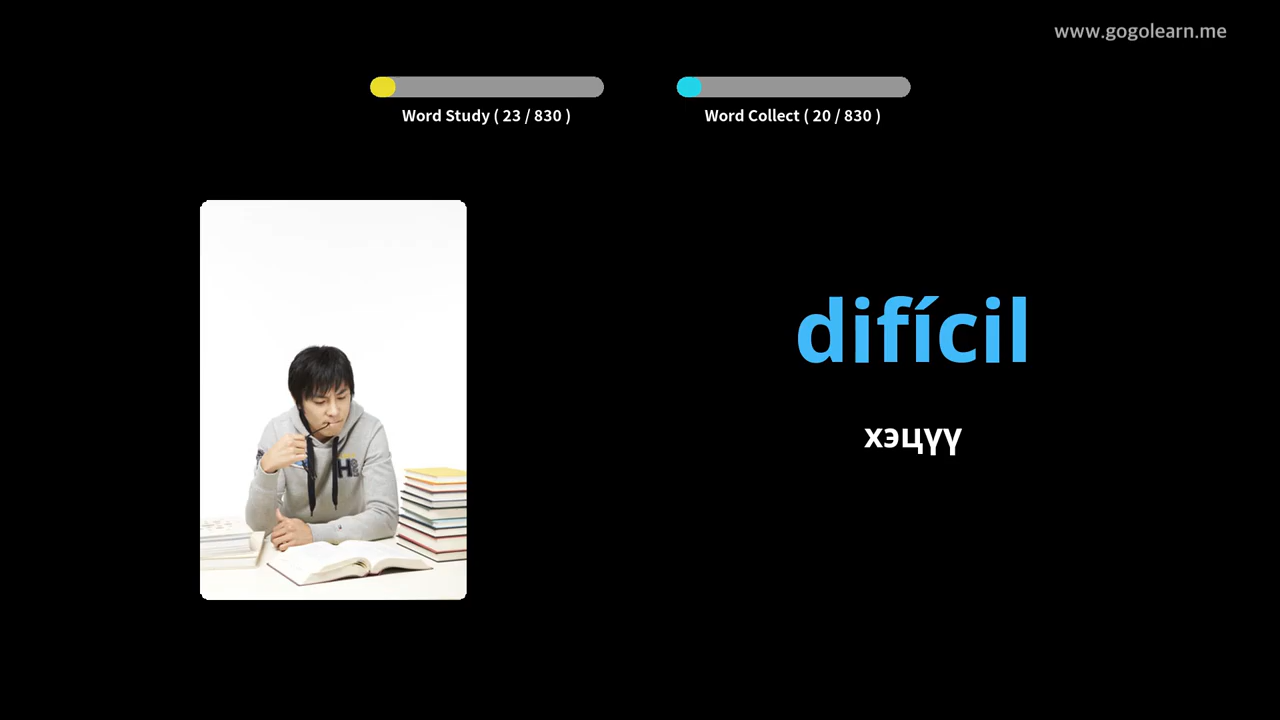 www.gogolearn.me
Word Study ( 23 / 830 )
Word Collect ( 20 / 830 )
difícil
хэцүү
H